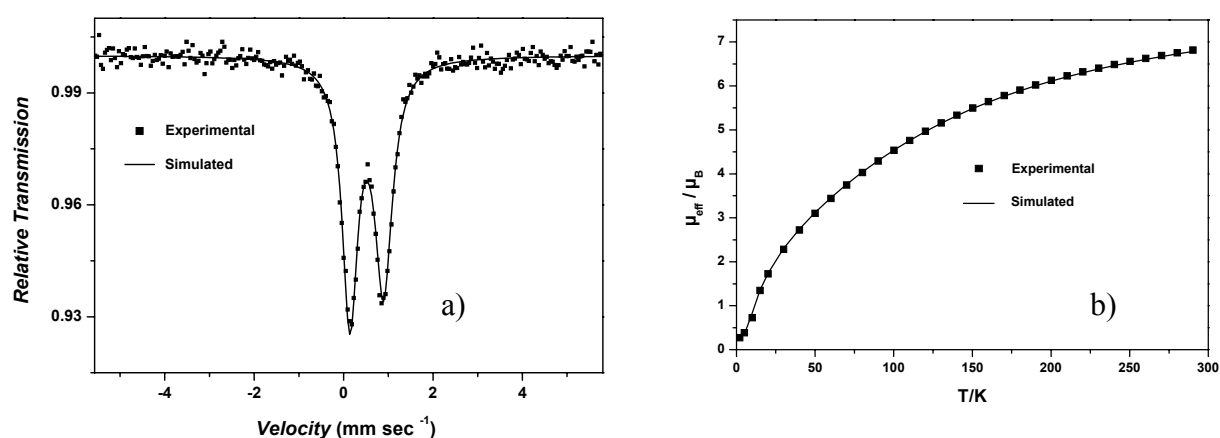 Relative Transmission
0.99
0.96
0.93
Experimental
Simulated
a)
-4
-2
0
2
4
Velocity (mm sec -1)
μeff / μB
7
6
5
4
3
2
1
0
Experimental
Simulated
b)
0
50
100
150
200
250
300
T/K